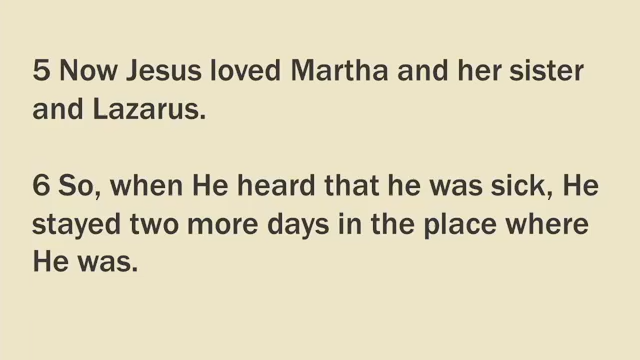 5 Now Jesus loved Martha and her sister
and Lazarus.
6 So, when He heard that he was sick, He
stayed two more days in the place where
He was.